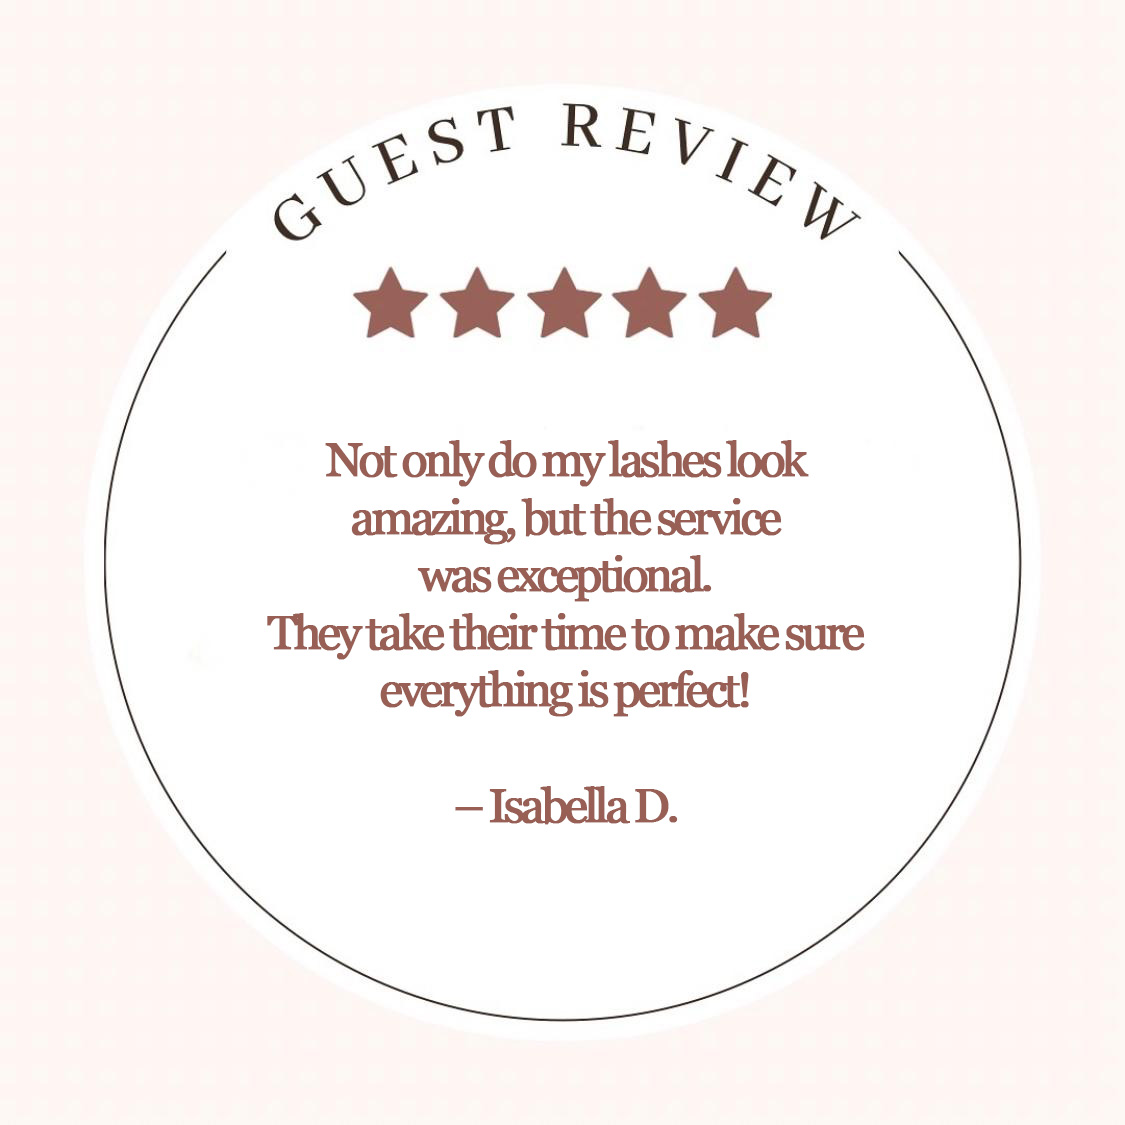 GUEST REVIEW
Not only do my lashes look
amazing, but the service
was exceptional.
They take their time to make sure
everything is perfect!
– Isabella D.